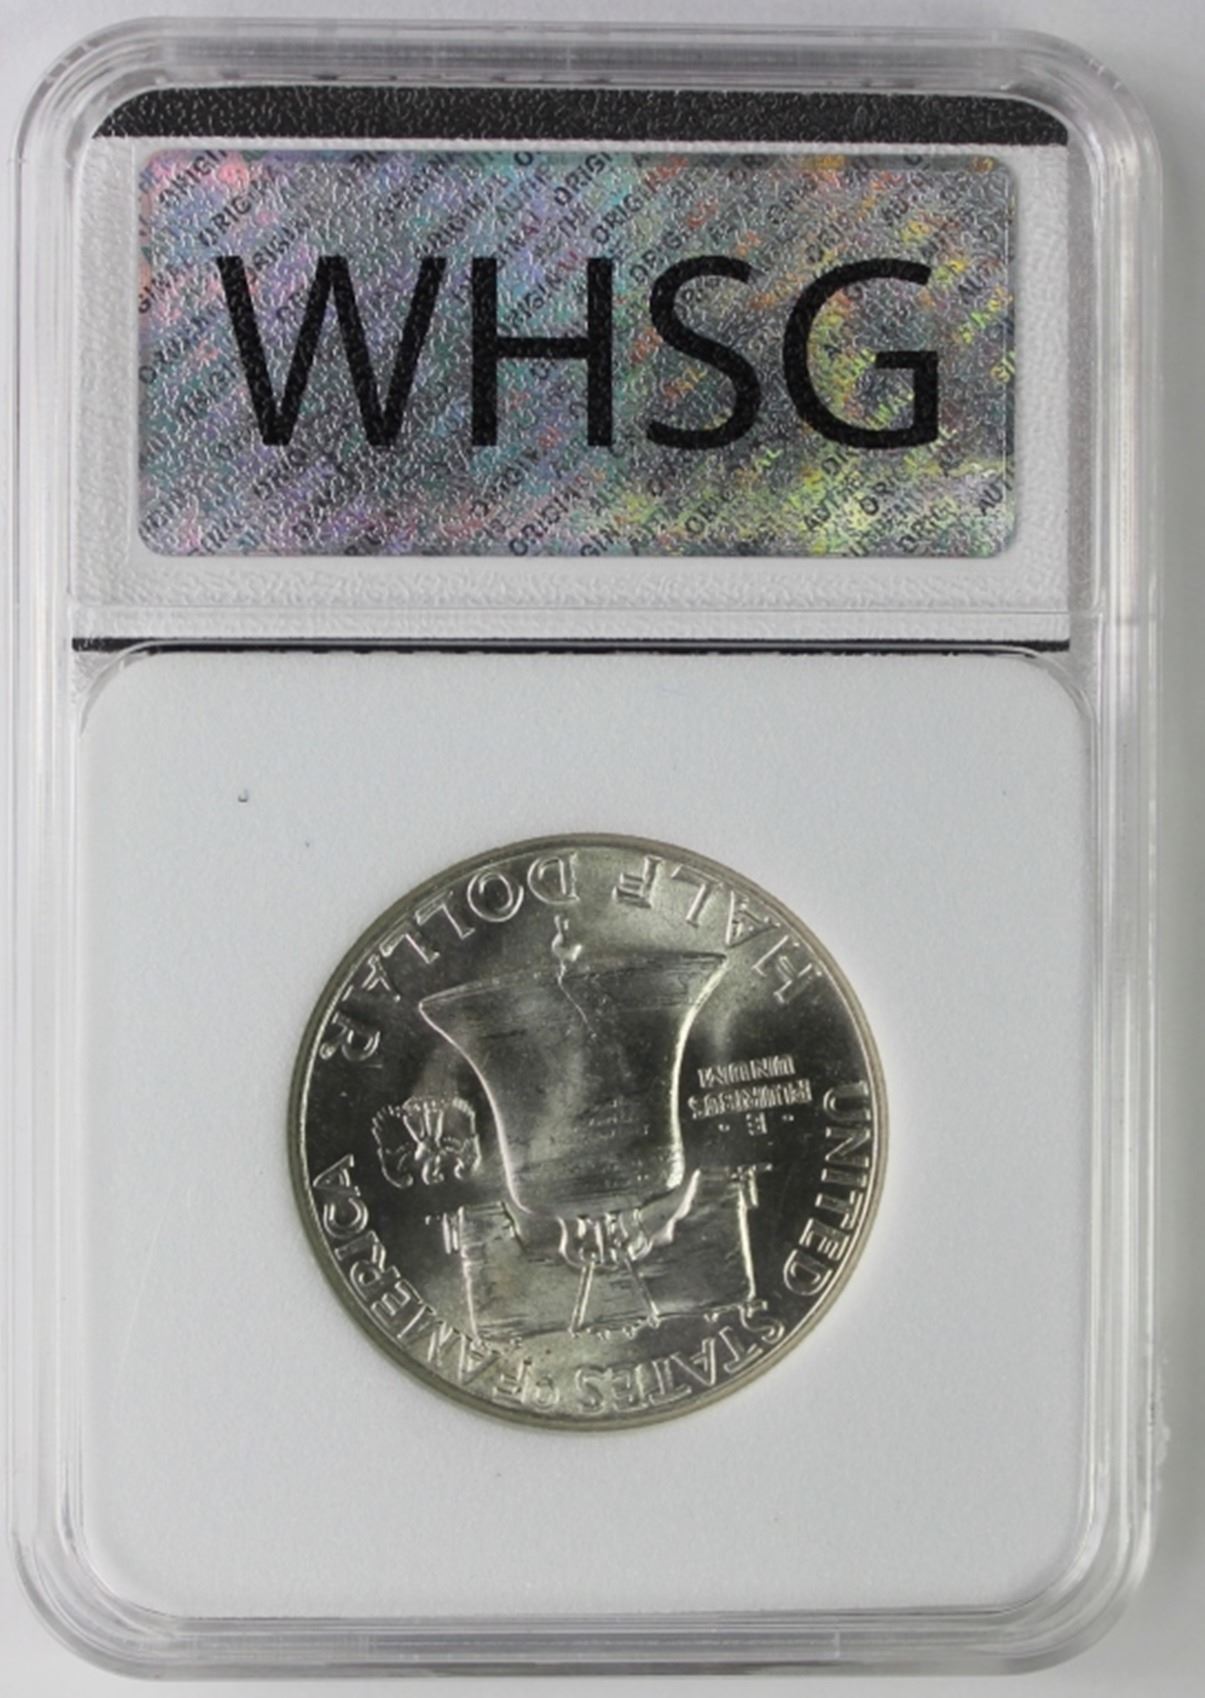 WHSG
UNITED STATES OF AMERICA
E
PLURIBUS
UNUM
HALF DOLLAR